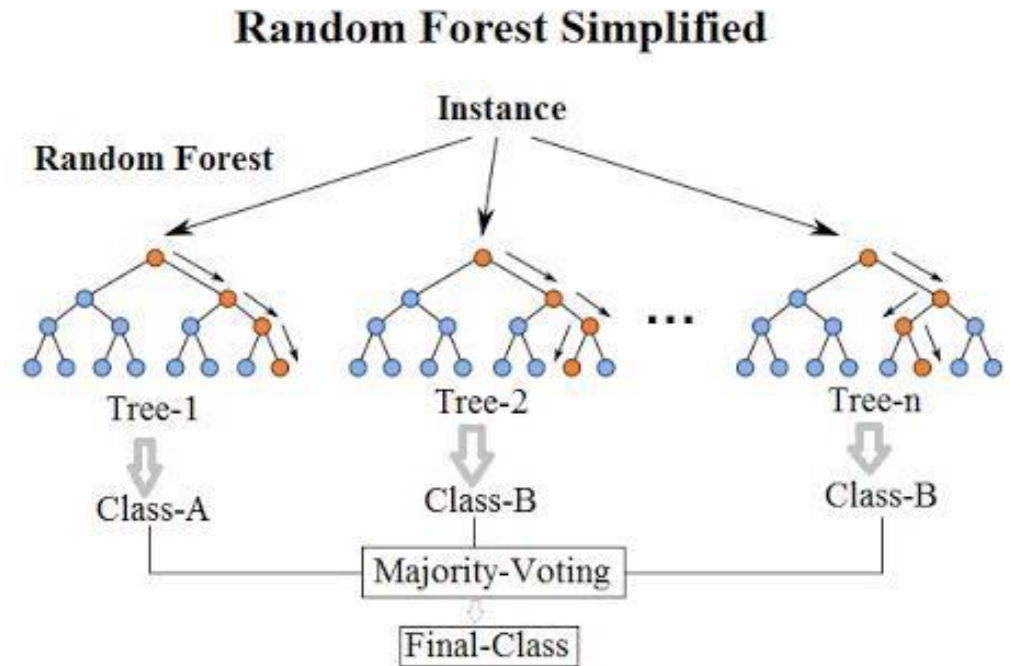 Random Forest Simplified
Instance
Random Forest
...
Tree-1
Tree-2
Tree-n
Class-A
Class-B
Class-B
Majority-Voting
Final-Class